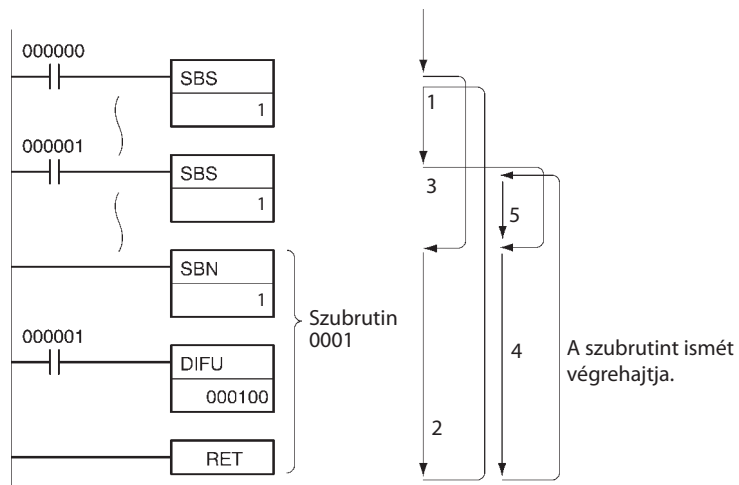 000000
SBS
1
000001
SBS
1
SBN
1
000001
DIFU
000100
RET
Szubrutin
0001
1
3
5
4
2
A szubrutint ismét
végrehajtja.